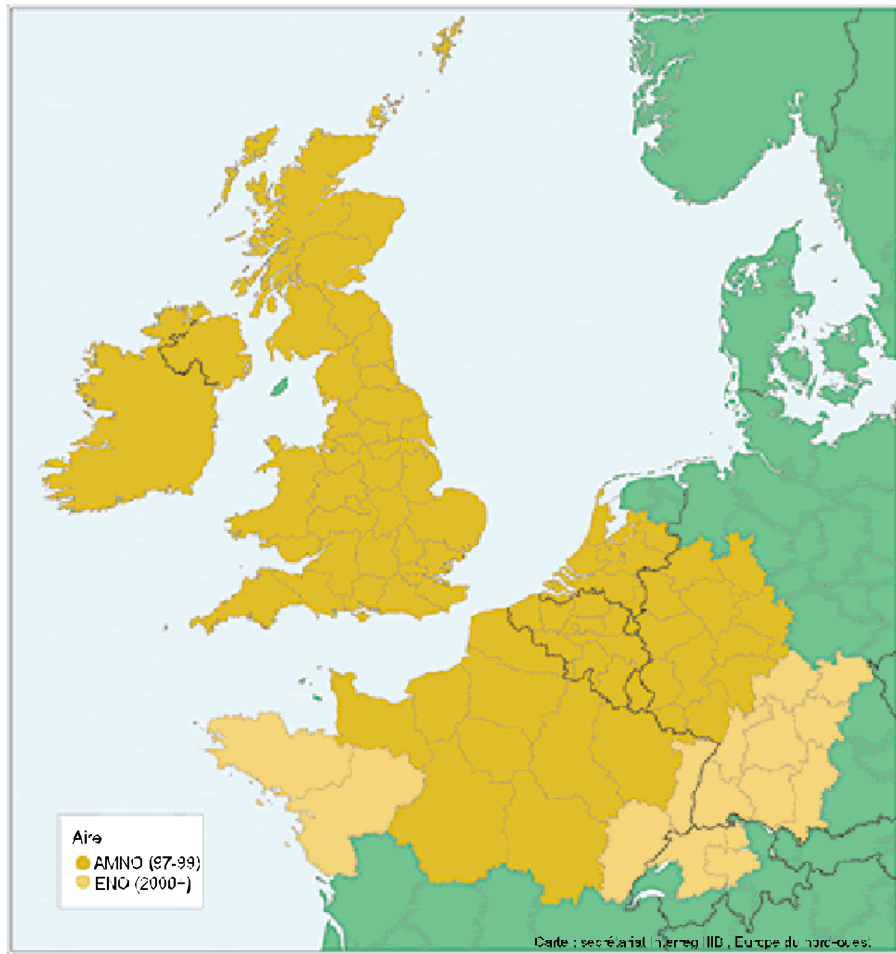 Aire
AMNO (97-99)
ENO (2000-)
Carte : secrétariat Interreg IIIB , Europe du nord-ouest